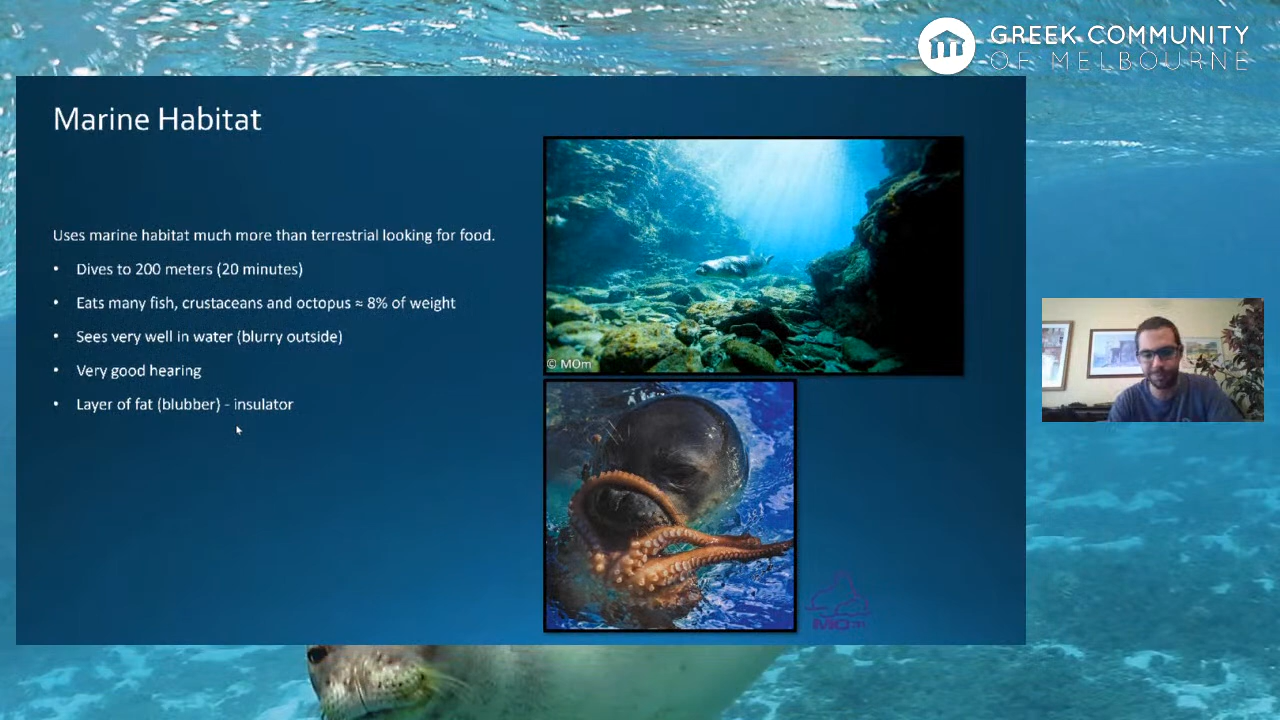 GREEK COMMUNITY
OF MELBOURNE
Marine Habitat
Uses marine habitat much more than terrestrial looking for food.
• Dives to 200 meters (20 minutes)
• Eats many fish, crustaceans and octopus ≈ 8% of weight
• Sees very well in water (blurry outside)
• Very good hearing
• Layer of fat (blubber) - insulator
© MOm
MOm